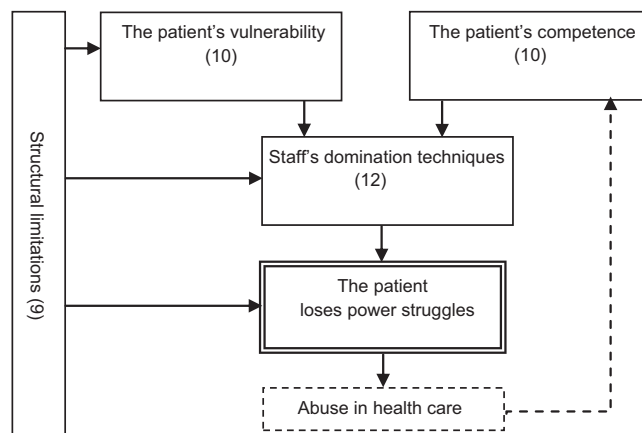 The patient’s vulnerability
(10)
The patient’s competence
(10)
Structural limitations (9)
Staff’s domination techniques
(12)
The patient
loses power struggles
Abuse in health care